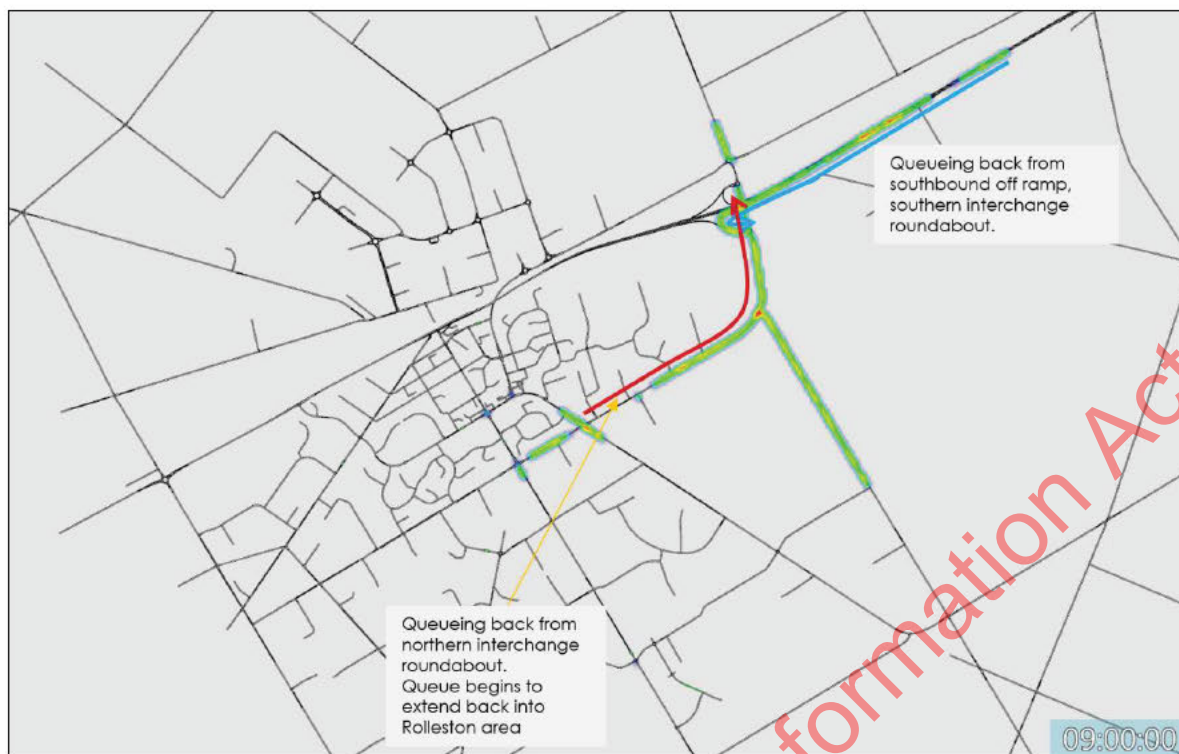 Queueing back from
southbound off ramp,
southern interchange
roundabout.
Queueing back from
northern interchange
roundabout.
Queue begins to
extend back into
Rolleston area
formation Act
09:00:00